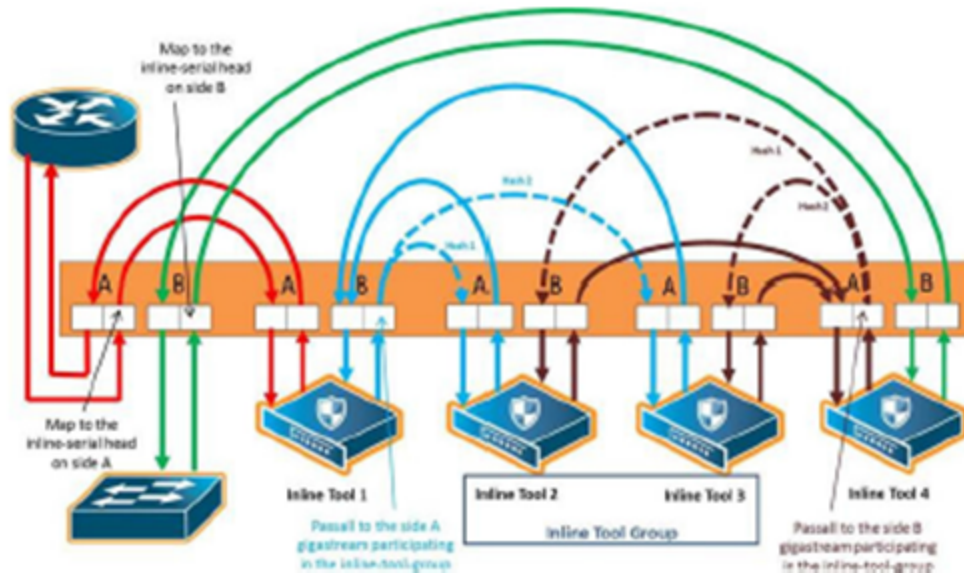 Map to the
inline-serial head
on side B
Hash 1
Hash 2
Hash 2
Hash 1
A
B
A
B
A
B
A
B
A
B
Map to the
inline-serial head
on side A
Inline Tool 1
Inline Tool 2
Inline Tool 3
Inline Tool 4
Inline Tool Group
Passall to the side A
gigastream participating
in the inline-tool-group
Passall to the side B
gigastream participating
in the inline-tool-group